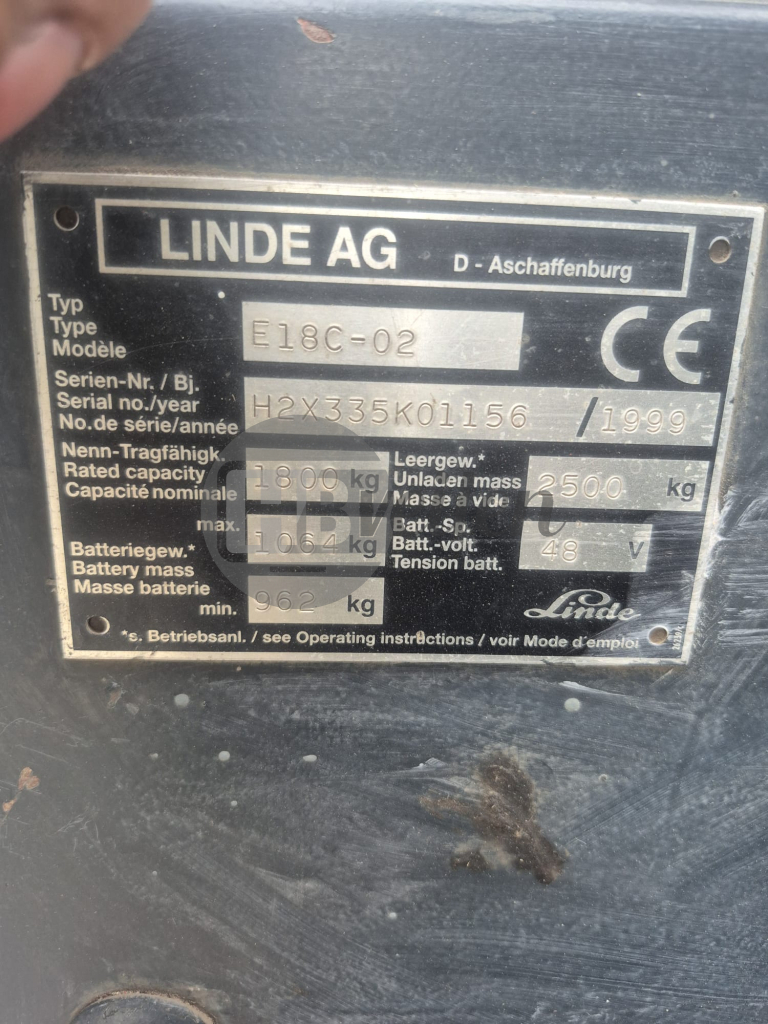 LINDE AG D - Aschaffenburg
Typ
Type
Modèle
E18C-02
CE
Serien-Nr. / Bj.
Serial no./year
No.de série/année
H2X335K01156 / 1999
Nenn-Tragfähigk.
Rated capacity
Capacité nominale
1800 kg
Leergew.*
Unladen mass
Masse à vide
2500 kg
Batteriegew.*
Battery mass
Masse batterie
max.
1064 kg
min.
962 kg
Batt.-Sp.
Batt.-volt.
Tension batt.
48 V
Linde
*s. Betriebsanl. / see Operating instructions / voir Mode d'emploi